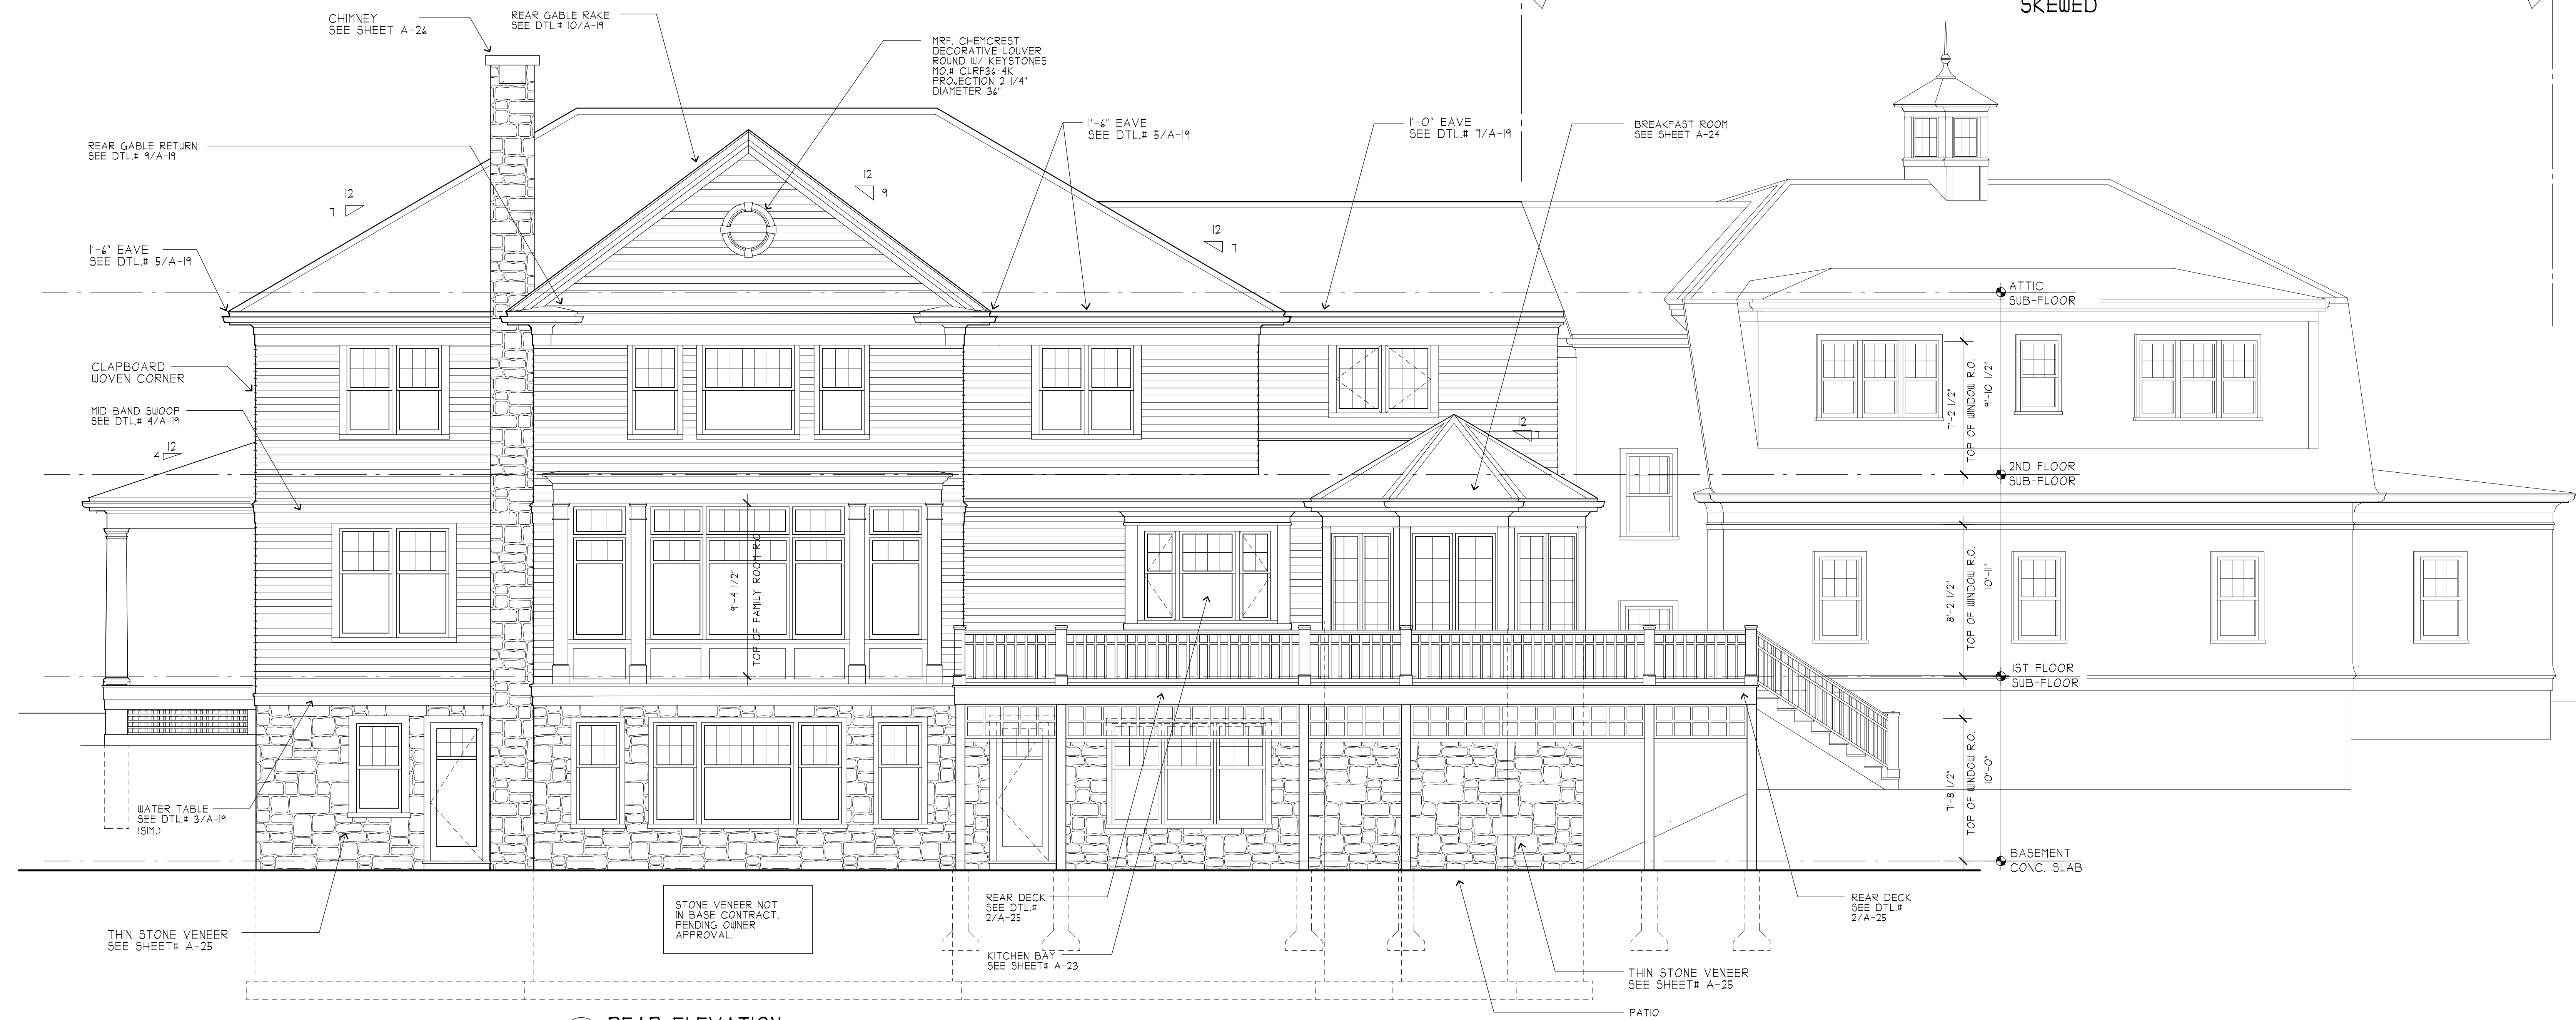 SKEWED
CHIMNEY
SEE SHEET A-26
REAR GABLE RAKE
SEE DTL.# 10/A-19
MRF. CHEMCREST
DECORATIVE LOUVER
ROUND W/ KEYSTONES
MO.# CLRF36-4K
PROJECTION 2 1/4"
DIAMETER 36"
REAR GABLE RETURN
SEE DTL.# 9/A-19
1'-6" EAVE
SEE DTL.# 5/A-19
1'-0" EAVE
SEE DTL.# 7/A-19
BREAKFAST ROOM
SEE SHEET A-24
12
7
12
9
12
7
1'-6" EAVE
SEE DTL.# 5/A-19
ATTIC
SUB-FLOOR
CLAPBOARD
WOVEN CORNER
MID-BAND SWOOP
SEE DTL.# 4/A-19
12
4
12
7
7'-2 1/2"
TOP OF WINDOW R.O.
9'-10 1/2"
2ND FLOOR
SUB-FLOOR
9'-4 1/2"
TOP OF FAMILY ROOM R.O.
8'-2 1/2"
TOP OF WINDOW R.O.
10'-11"
1ST FLOOR
SUB-FLOOR
7'-8 1/2"
TOP OF WINDOW R.O.
10'-0"
WATER TABLE
SEE DTL.# 3/A-19
(SIM.)
BASEMENT
CONC. SLAB
THIN STONE VENEER
SEE SHEET# A-25
STONE VENEER NOT
IN BASE CONTRACT,
PENDING OWNER
APPROVAL.
REAR DECK
SEE DTL.#
2/A-25
KITCHEN BAY
SEE SHEET# A-23
REAR DECK
SEE DTL.#
2/A-25
THIN STONE VENEER
SEE SHEET# A-25
PATIO
REAR ELEVATION